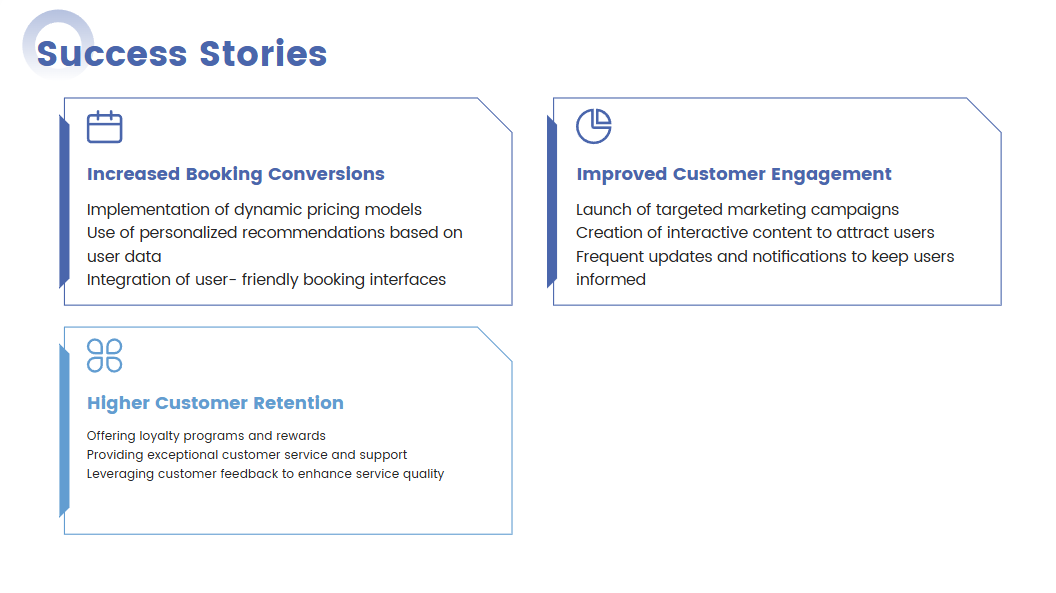 Success Stories
Increased Booking Conversions
Implementation of dynamic pricing models
Use of personalized recommendations based on
user data
Integration of user- friendly booking interfaces
Improved Customer Engagement
Launch of targeted marketing campaigns
Creation of interactive content to attract users
Frequent updates and notifications to keep users
informed
Higher Customer Retention
Offering loyalty programs and rewards
Providing exceptional customer service and support
Leveraging customer feedback to enhance service quality